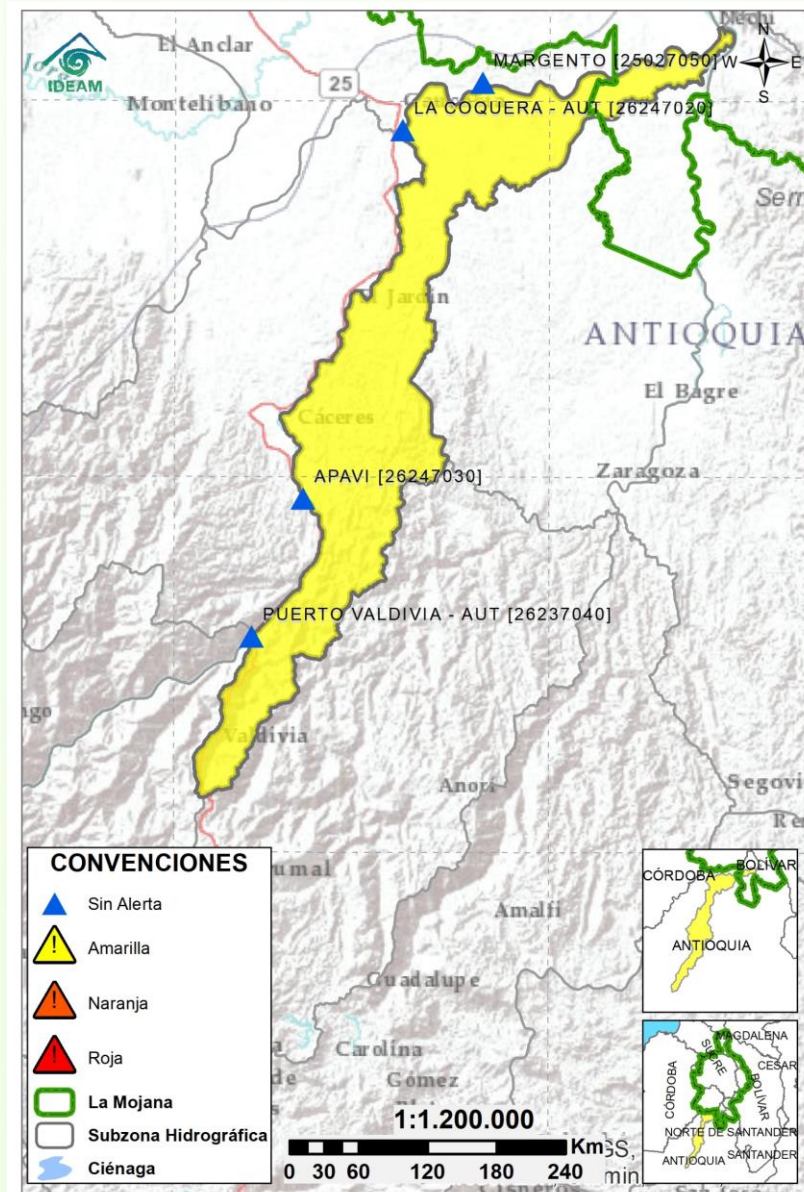 Nechí
N
W E
S
IDEAM
El Anclar
25
MARGENTO [25027050]
Montelíbano
LA COQUERA - AUT [26247020]
El Jardín
ANTIOQUIA
El Bagre
Cáceres
APAVI [26247030]
Zaragoza
PUERTO VALDIVIA - AUT [26237040]
Valdivia
Anorí
Segovi
Amalfi
Guadalupe
Carolina
Gómez
CONVENCIONES
Sin Alerta
Amarilla
Naranja
Roja
La Mojana
Subzona Hidrográfica
Ciénaga
1:1.200.000
Km
0 30 60 120 180 240
Cisneros
CÓRDOBA
BOLÍVAR
ANTIOQUIA
MAGDALENA
SUCRE
CESAR
CÓRDOBA
BOLÍVAR
NORTE DE SANTANDER
ANTIOQUIA
SANTANDER